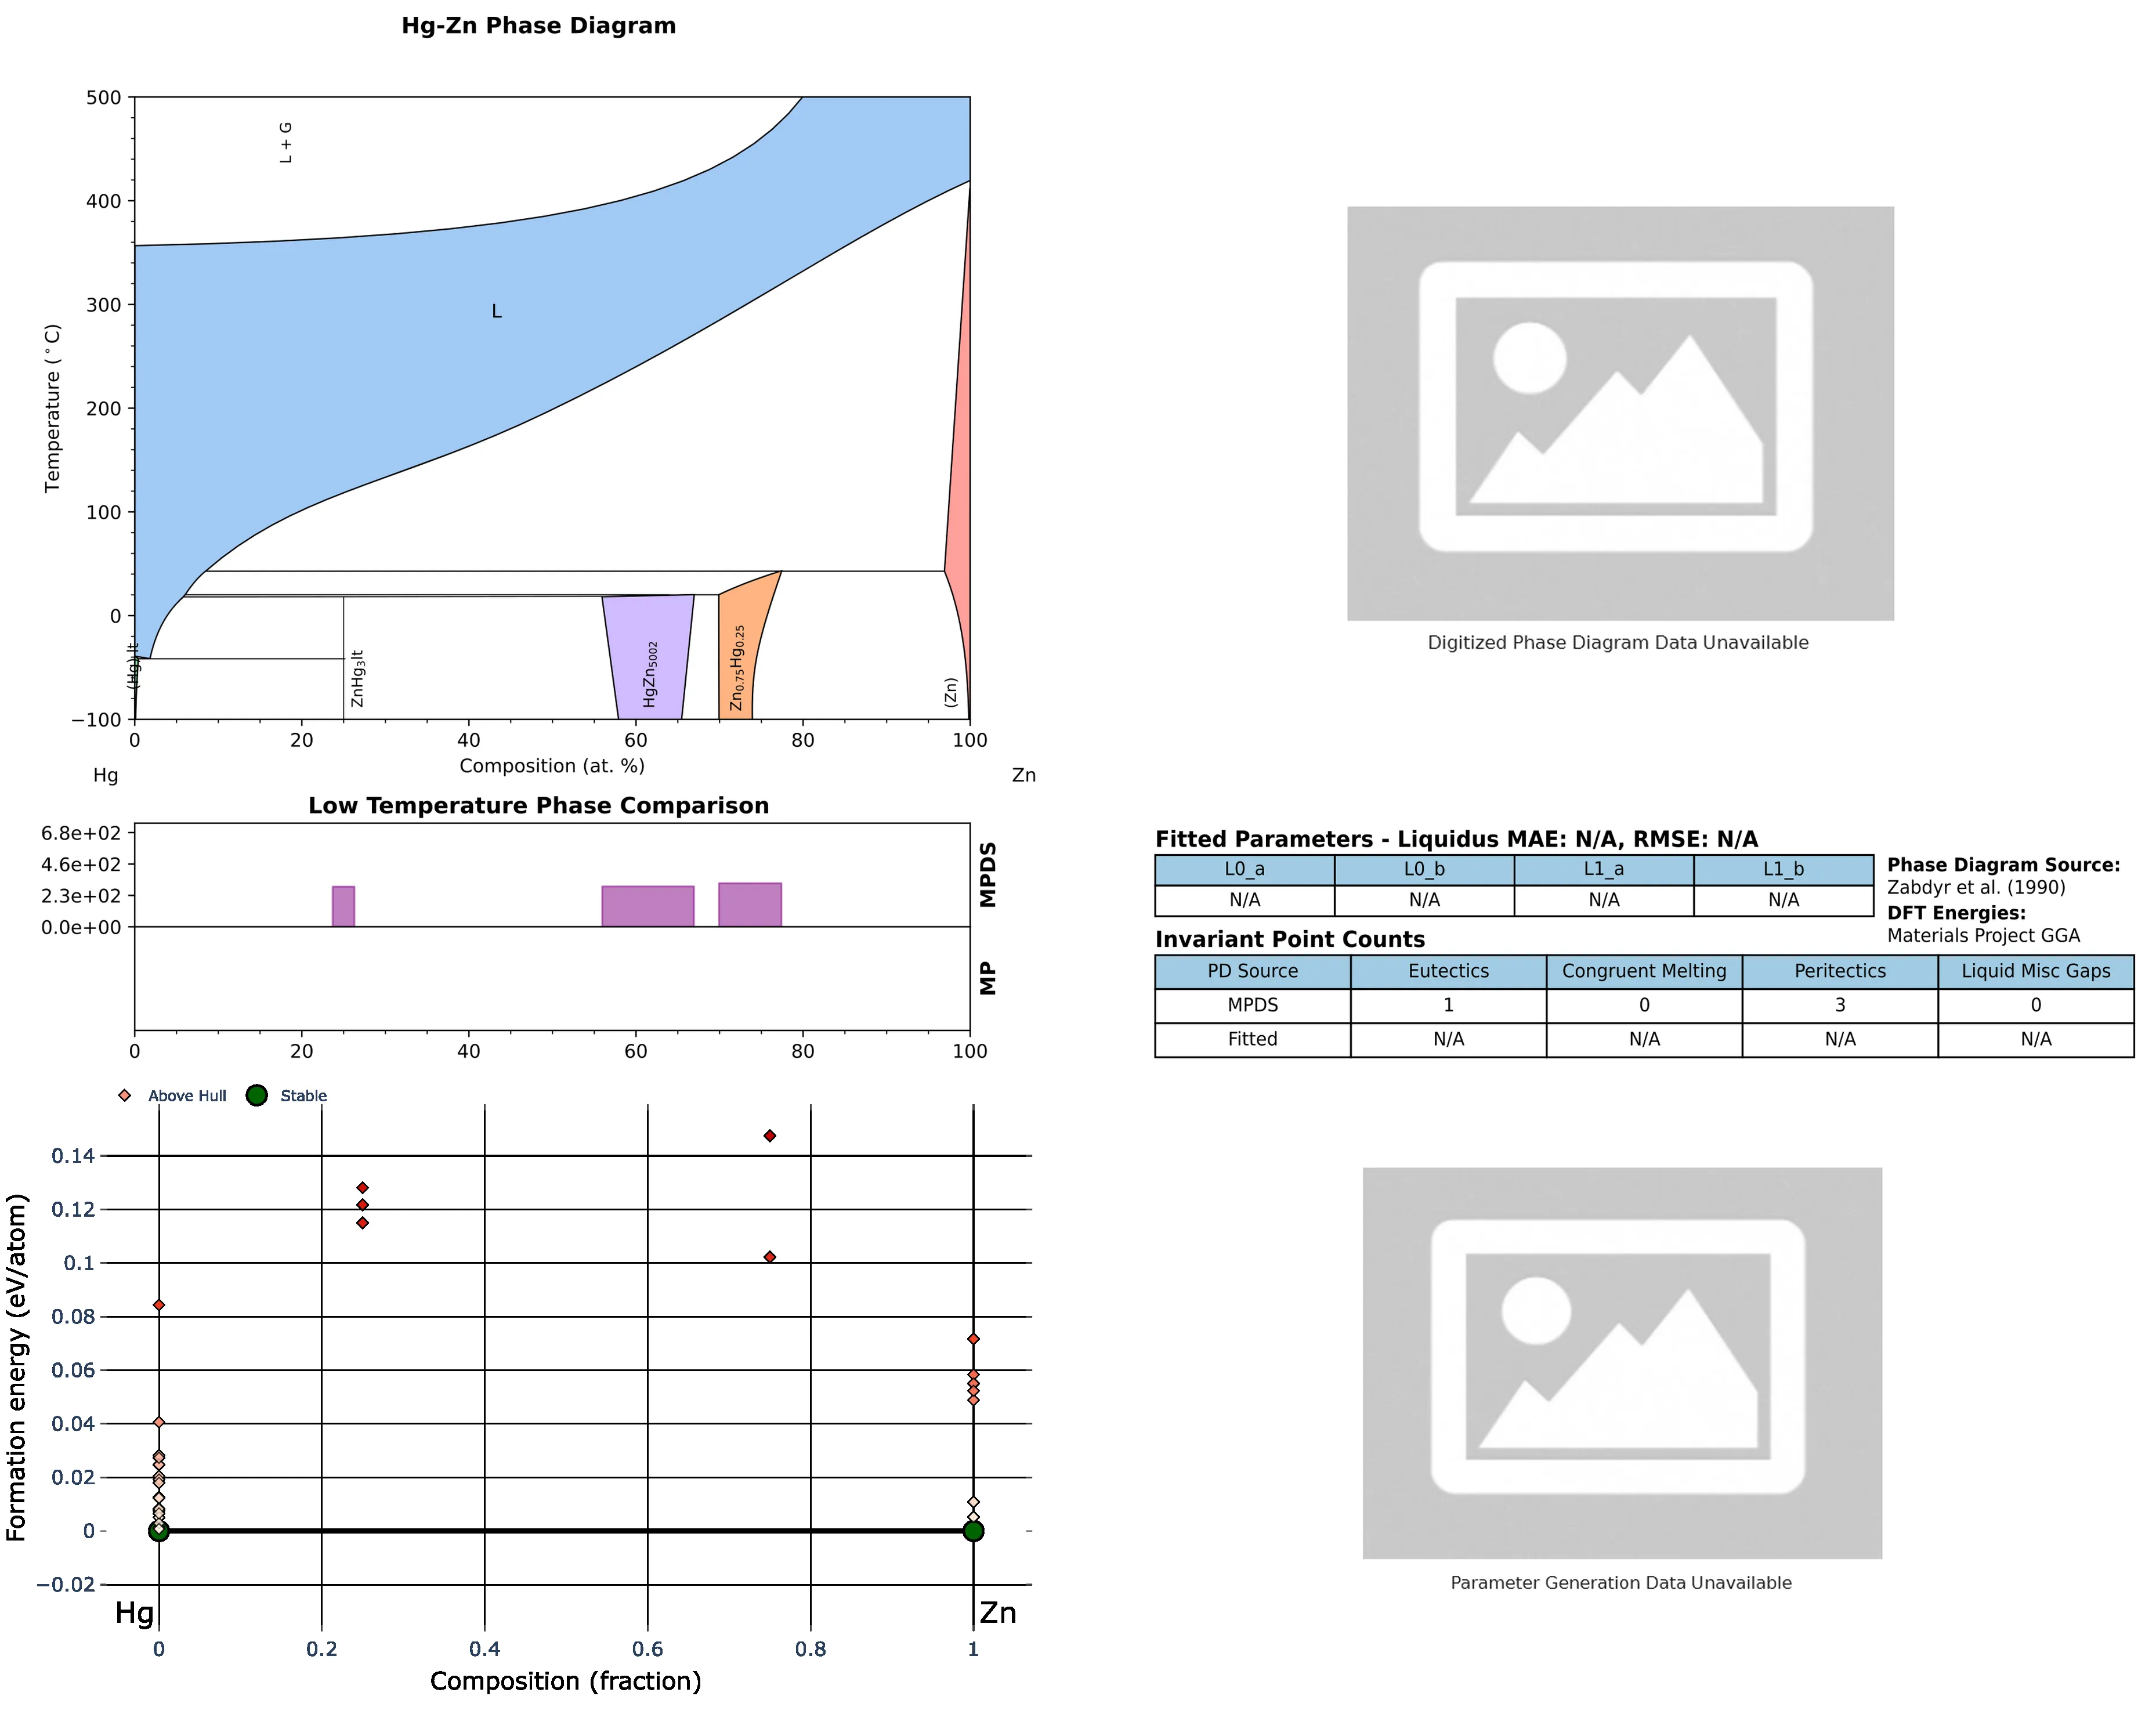 Hg-Zn Phase Diagram
500
400
300
200
100
0
−100
Temperature (°C)
L + G
L
(Hg) lt
ZnHg3lt
HgZn5002
Zn0.75Hg0.25
(Zn)
0 20 40 60 80 100
Composition (at. %)
Hg Zn
Digitized Phase Diagram Data Unavailable
Low Temperature Phase Comparison
6.8e+02
4.6e+02
2.3e+02
0.0e+00
MPDS
MP
0 20 40 60 80 100
Fitted Parameters - Liquidus MAE: N/A, RMSE: N/A
L0_a L0_b L1_a L1_b
N/A N/A N/A N/A
Phase Diagram Source:
Zabdyr et al. (1990)
DFT Energies:
Materials Project GGA
Invariant Point Counts
PD Source Eutectics Congruent Melting Peritectics Liquid Misc Gaps
MPDS 1 0 3 0
Fitted N/A N/A N/A N/A
Above Hull Stable
0.14
0.12
0.1
0.08
0.06
0.04
0.02
0
−0.02
Formation energy (eV/atom)
Hg Zn
0 0.2 0.4 0.6 0.8 1
Composition (fraction)
Parameter Generation Data Unavailable